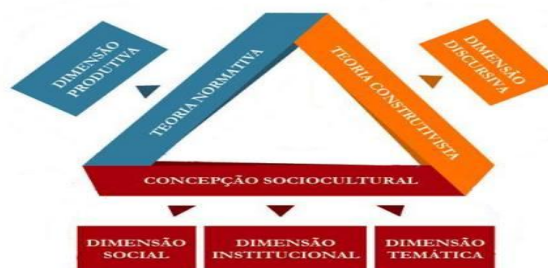 DIMENSÃO
PRODUTIVA
TEORIA NORMATIVA
TEORIA CONSTRUTIVISTA
DIMENSÃO
DISCURSIVA
CONCEPÇÃO SOCIOCULTURAL
DIMENSÃO
SOCIAL
DIMENSÃO
INSTITUCIONAL
DIMENSÃO
TEMÁTICA